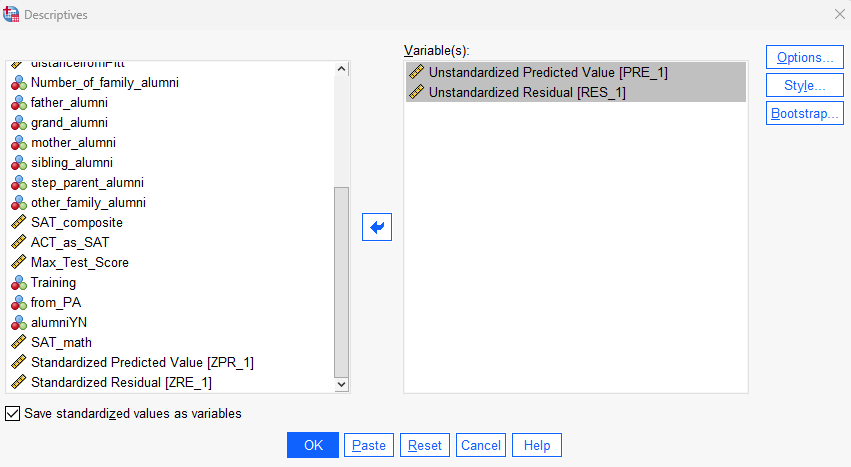 Descriptives
distancefromPitt
Number_of_family_alumni
father_alumni
grand_alumni
mother_alumni
sibling_alumni
step_parent_alumni
other_family_alumni
SAT_composite
ACT_as_SAT
Max_Test_Score
Training
from_PA
alumniYN
SAT_math
Standardized Predicted Value [ZPR_1]
Standardized Residual [ZRE_1]
Variable(s):
Unstandardized Predicted Value [PRE_1]
Unstandardized Residual [RES_1]
Options...
Style...
Bootstrap...
Save standardized values as variables
OK Paste Reset Cancel Help